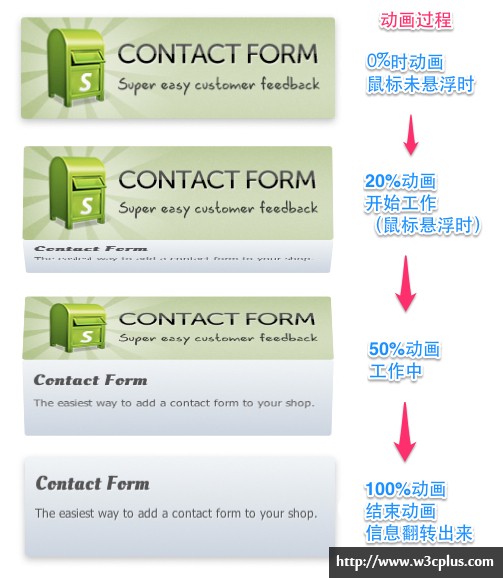 CONTACT FORM
Super easy customer feedback
S
动画过程
0%时动画
鼠标未悬浮时
CONTACT FORM
Super easy customer feedback
S
Contact Form
The easiest way to add a contact form to your shop.
20%动画
开始工作
（鼠标悬浮时）
CONTACT FORM
Super easy customer feedback
S
Contact Form
The easiest way to add a contact form to your shop.
50%动画
工作中
Contact Form
The easiest way to add a contact form to your shop.
100%动画
结束动画
信息翻转出来
http://www.w3cplus.com